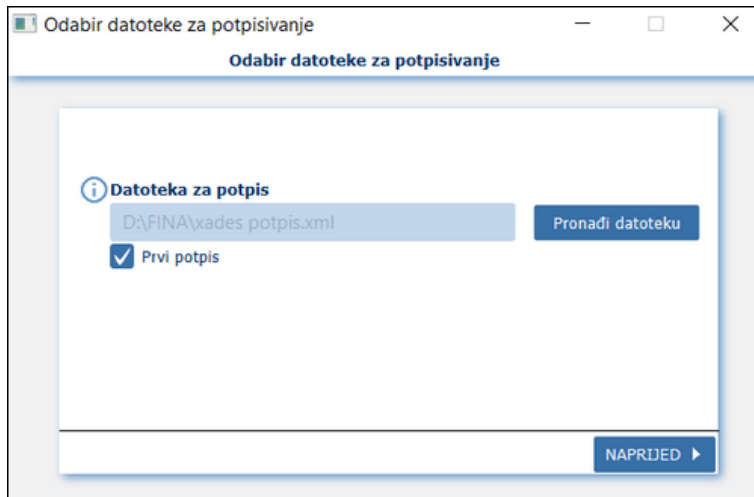 Odabir datoteke za potpisivanje
Odabir datoteke za potpisivanje
Datoteka za potpis
D:\FINA\xades potpis.xml
Pronađi datoteku
Prvi potpis
NAPRIJED